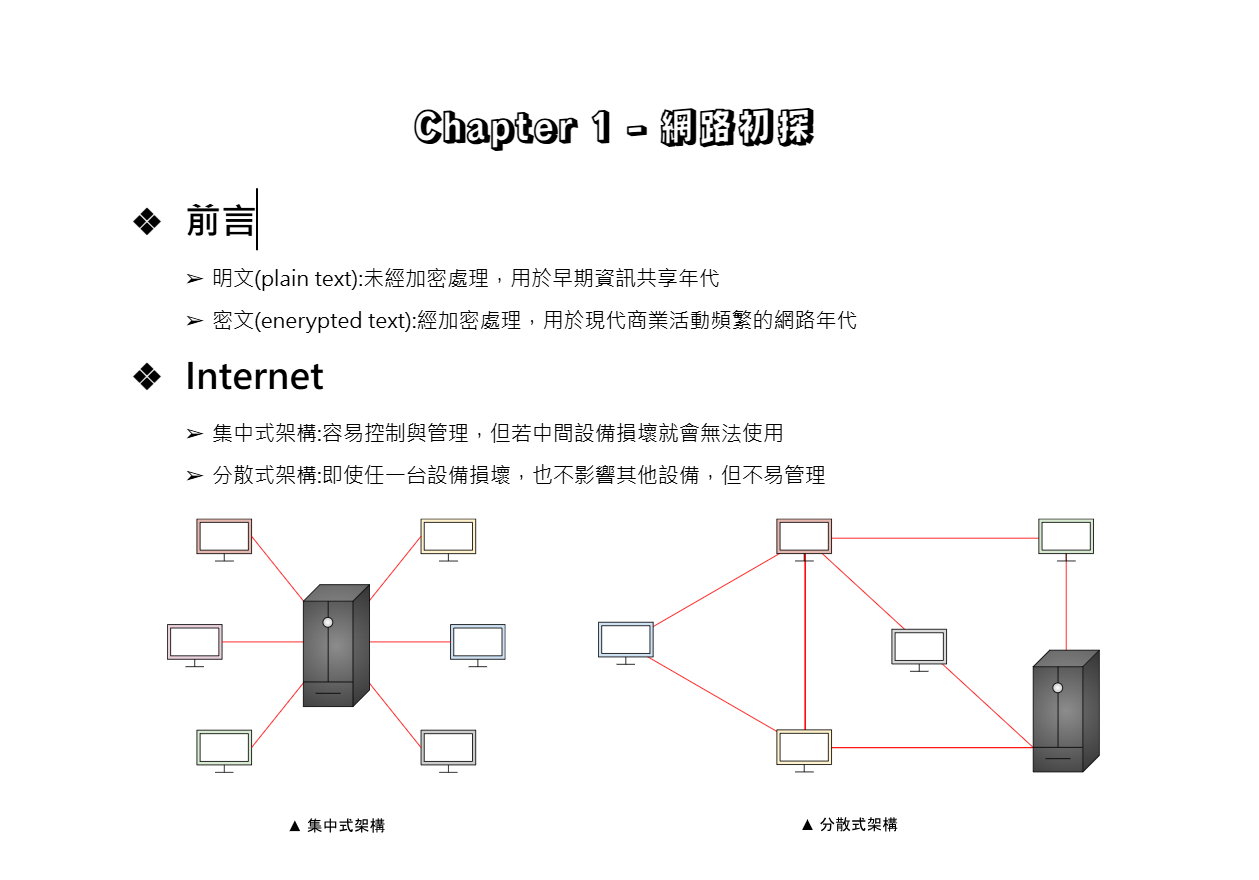 Chapter 1 - 網路初探
❖ 前言
➢ 明文(plain text):未經加密處理，用於早期資訊共享年代
➢ 密文(enerypted text):經加密處理，用於現代商業活動頻繁的網路年代
❖ Internet
➢ 集中式架構:容易控制與管理，但若中間設備損壞就會無法使用
➢ 分散式架構:即使任一台設備損壞，也不影響其他設備，但不易管理
▲ 集中式架構
▲ 分散式架構